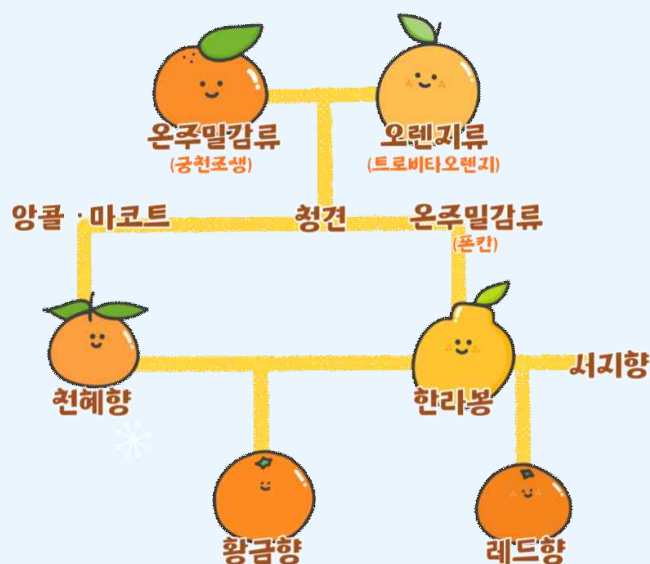 온주밀감류
(궁천조생)
오렌지류
(트로비타오렌지)
앙콜·마코트
청견
온주밀감류
(폰칸)
천혜향
한라봉
서지향
황금향
레드향